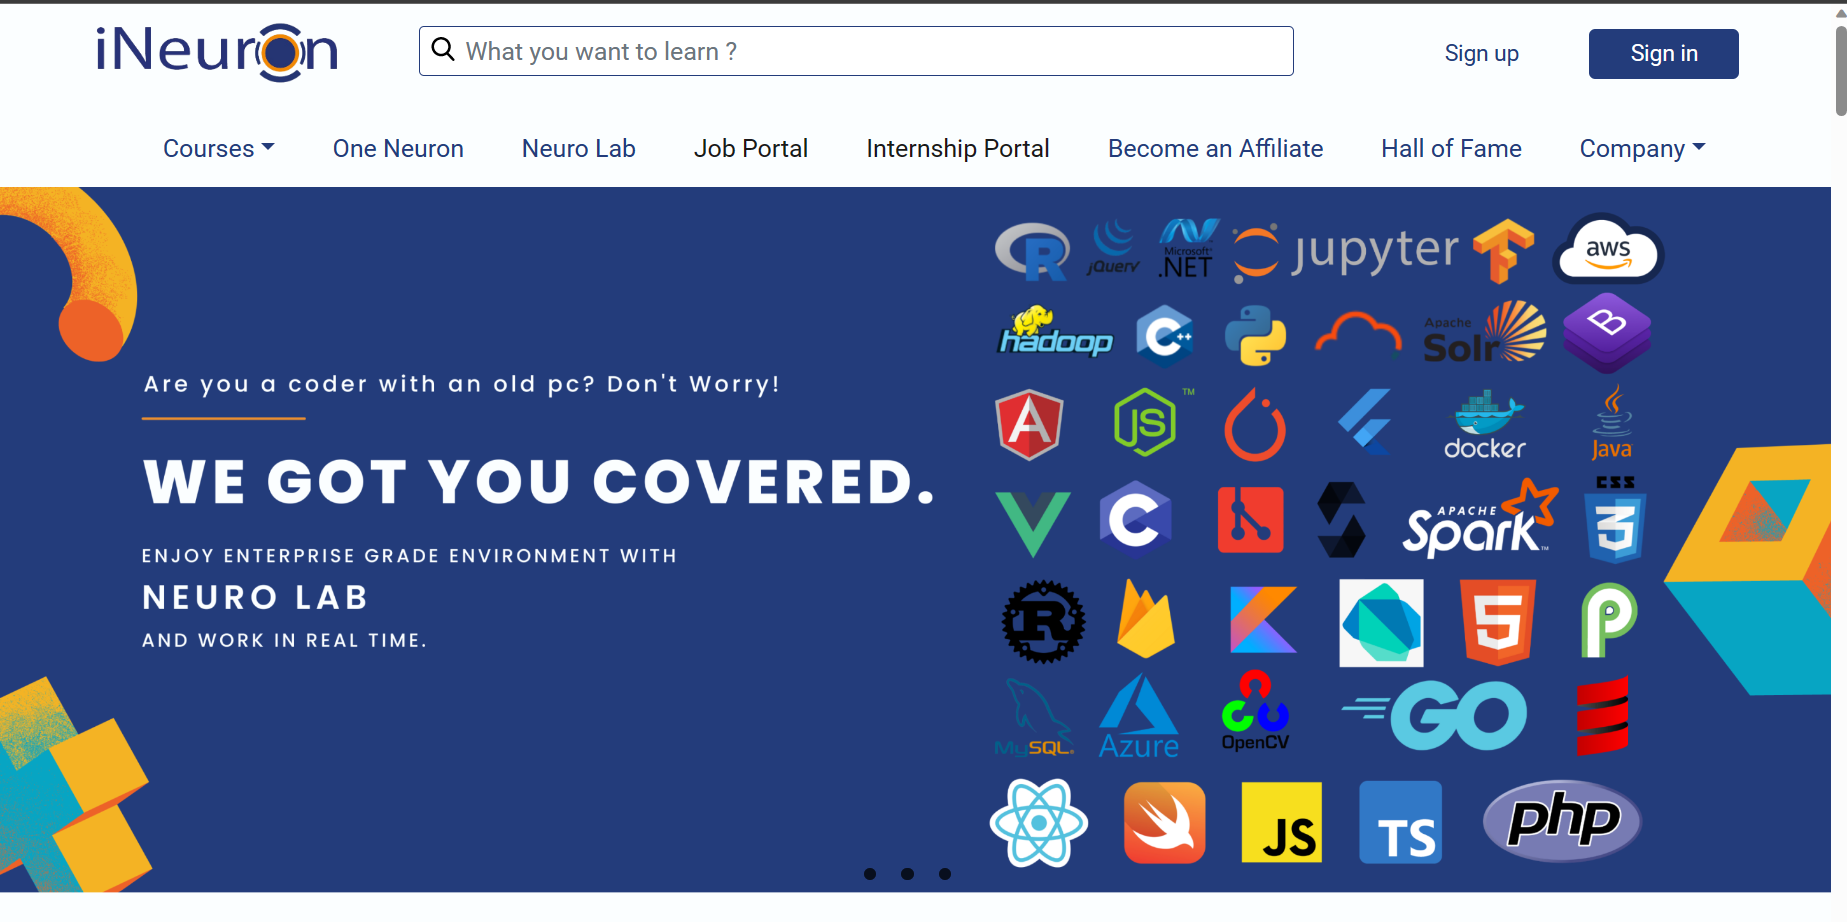 iNeuron
What you want to learn ?
Sign up
Sign in
Courses
One Neuron
Neuro Lab
Job Portal
Internship Portal
Become an Affiliate
Hall of Fame
Company
Are you a coder with an old pc? Don't Worry!
WE GOT YOU COVERED.
ENJOY ENTERPRISE GRADE ENVIRONMENT WITH
NEURO LAB
AND WORK IN REAL TIME.
R
jQuery
Microsoft®
.NET
jupyter
aws
hadoop
C++
Apache
Solr
B
A
JS™
docker
Java
C
APACHE
Spark™
CSS
3
R
5
P
MySQL®
Azure
OpenCV
GO
JS
TS
php